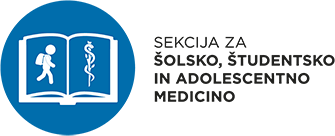 SEKCIJA ZA
ŠOLSKO, ŠTUDENTSKO
IN ADOLESCENTNO
MEDICINO